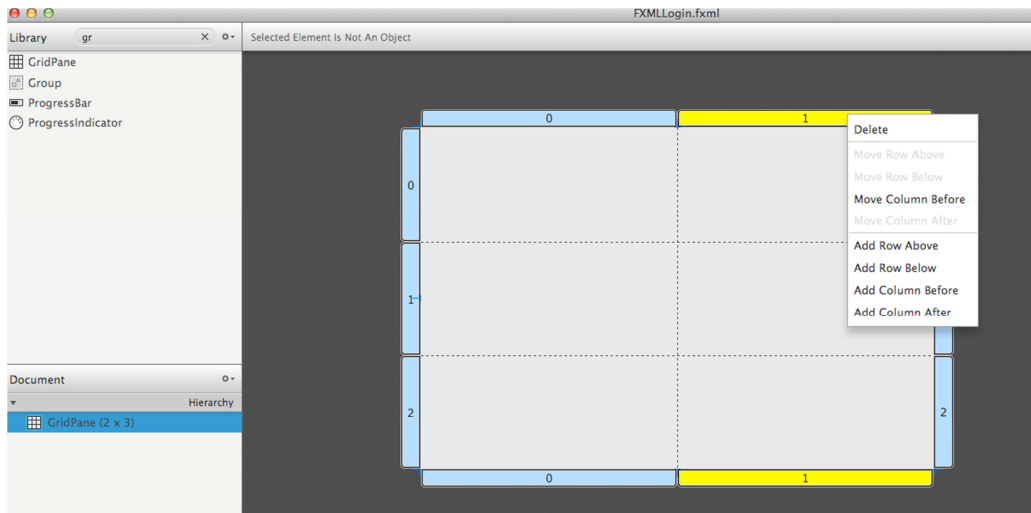 FXMLLogin.fxml
Library
gr
Selected Element Is Not An Object
GridPane
Group
ProgressBar
ProgressIndicator
0
1
Delete
Move Row Above
Move Row Below
Move Column Before
Move Column After
Add Row Above
Add Row Below
Add Column Before
Add Column After
0
1
2
2
0
1
Document
Hierarchy
GridPane (2 x 3)